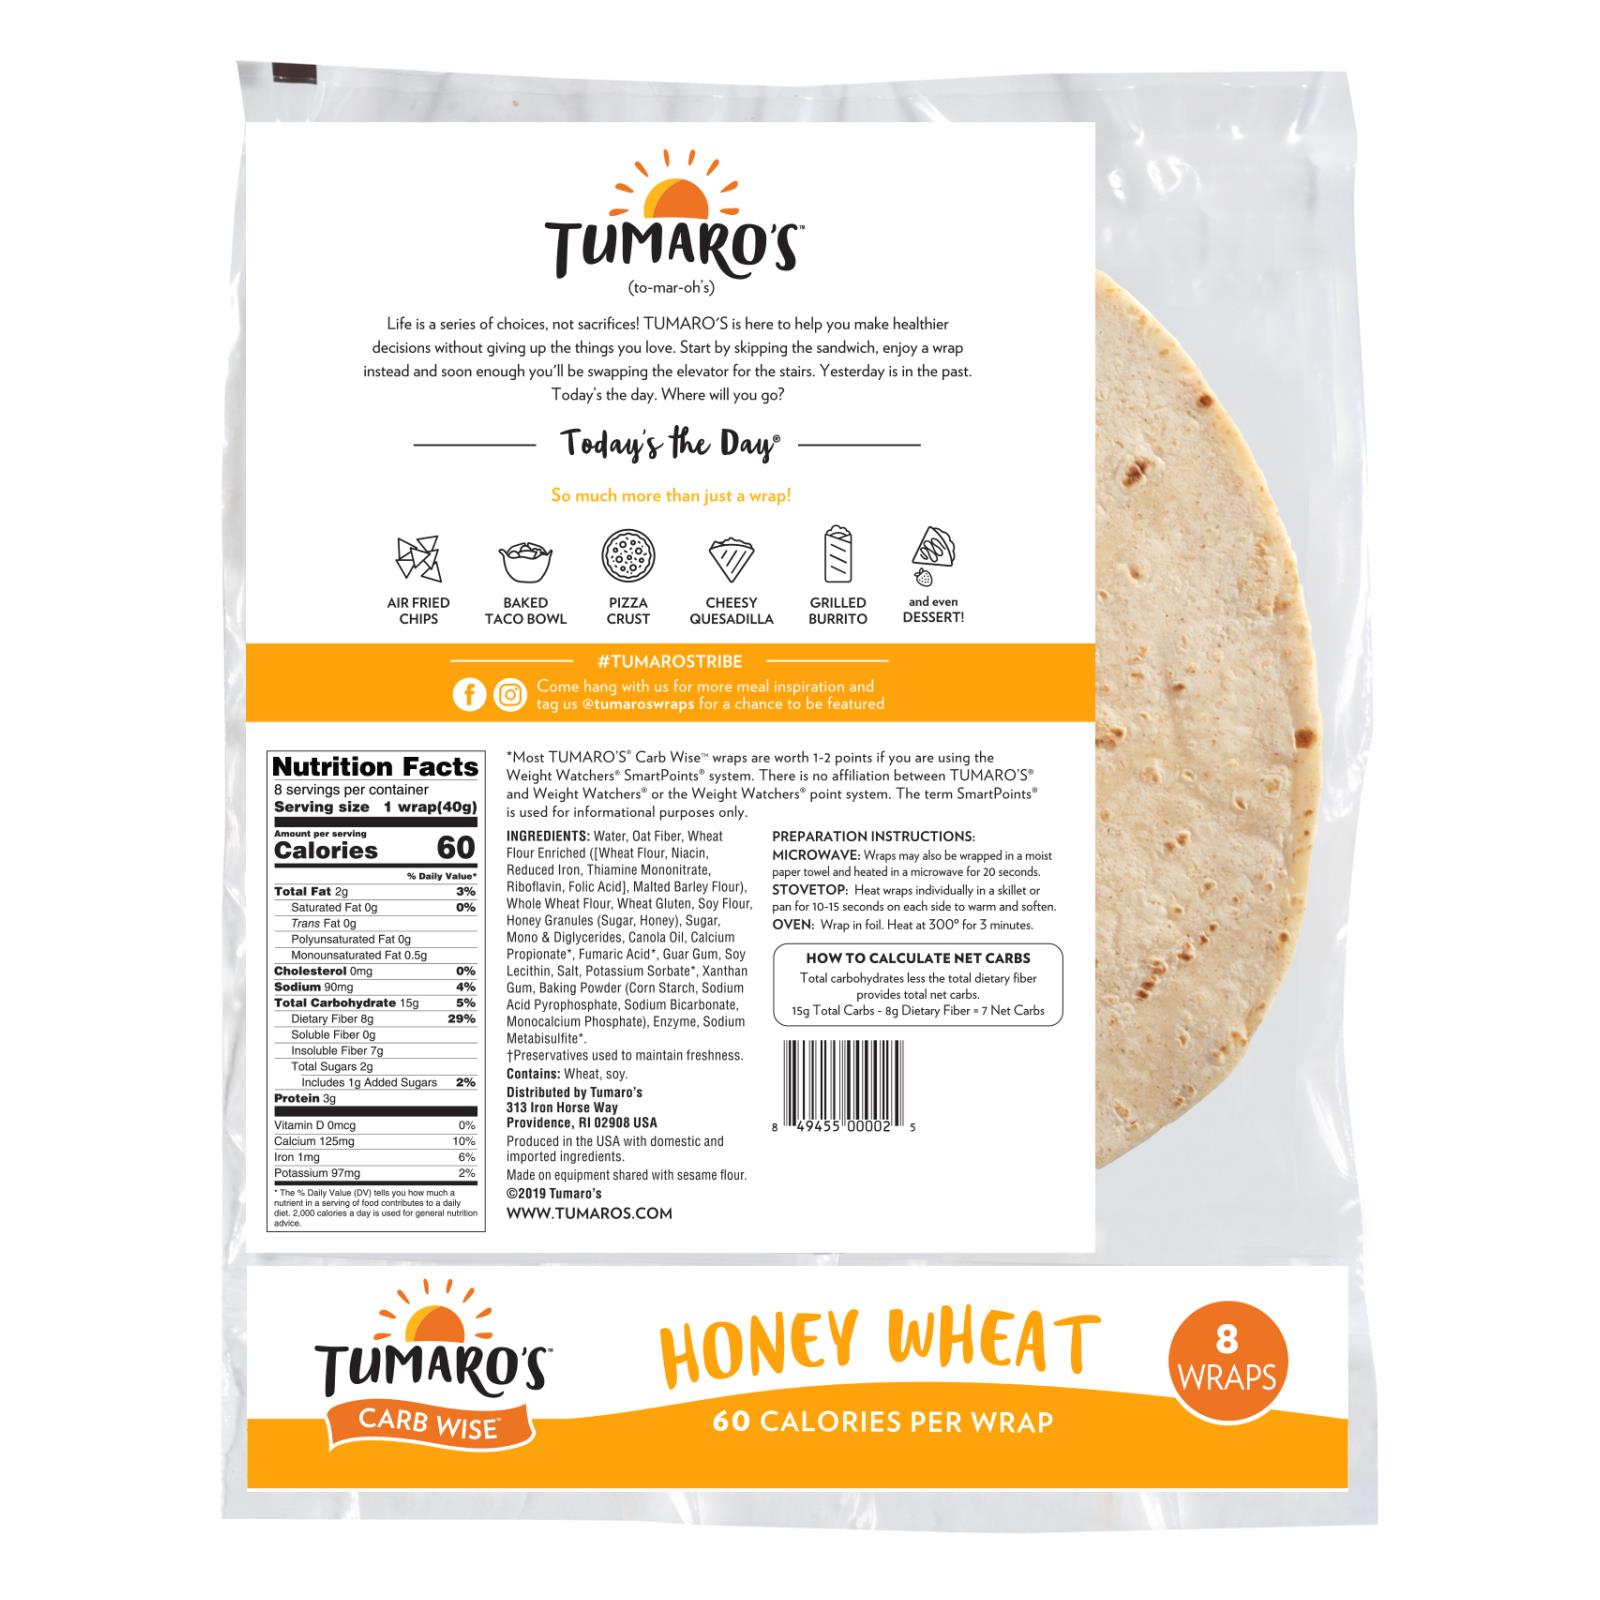 TUMARO'S™
(to-mar-oh's)
Life is a series of choices, not sacrifices! TUMARO'S is here to help you make healthier
decisions without giving up the things you love. Start by skipping the sandwich, enjoy a wrap
instead and soon enough you'll be swapping the elevator for the stairs. Yesterday is in the past.
Today's the day. Where will you go?
Today's the Day®
So much more than just a wrap!
AIR FRIED
CHIPS
BAKED
TACO BOWL
PIZZA
CRUST
CHEESY
QUESADILLA
GRILLED
BURRITO
and even
DESSERT!
#TUMAROSTRIBE
Come hang with us for more meal inspiration and
tag us @tumaroswraps for a chance to be featured
Nutrition Facts
8 servings per container
Serving size 1 wrap(40g)
Amount per serving
Calories 60
% Daily Value*
Total Fat 2g 3%
Saturated Fat 0g 0%
Trans Fat 0g
Polyunsaturated Fat 0g
Monounsaturated Fat 0.5g
Cholesterol 0mg 0%
Sodium 90mg 4%
Total Carbohydrate 15g 5%
Dietary Fiber 8g 29%
Soluble Fiber 0g
Insoluble Fiber 7g
Total Sugars 2g
Includes 1g Added Sugars 2%
Protein 3g
Vitamin D 0mcg 0%
Calcium 125mg 10%
Iron 1mg 6%
Potassium 97mg 2%
* The % Daily Value (DV) tells you how much a
nutrient in a serving of food contributes to a daily
diet. 2,000 calories a day is used for general nutrition
advice.
*Most TUMARO'S® Carb Wise™ wraps are worth 1-2 points if you are using the
Weight Watchers® SmartPoints® system. There is no affiliation between TUMARO'S®
and Weight Watchers® or the Weight Watchers® point system. The term SmartPoints®
is used for informational purposes only.
INGREDIENTS: Water, Oat Fiber, Wheat
Flour Enriched ([Wheat Flour, Niacin,
Reduced Iron, Thiamine Mononitrate,
Riboflavin, Folic Acid], Malted Barley Flour),
Whole Wheat Flour, Wheat Gluten, Soy Flour,
Honey Granules (Sugar, Honey), Sugar,
Mono & Diglycerides, Canola Oil, Calcium
Propionate*, Fumaric Acid*, Guar Gum, Soy
Lecithin, Salt, Potassium Sorbate*, Xanthan
Gum, Baking Powder (Corn Starch, Sodium
Acid Pyrophosphate, Sodium Bicarbonate,
Monocalcium Phosphate), Enzyme, Sodium
Metabisulfite*.
†Preservatives used to maintain freshness.
Contains: Wheat, soy.
Distributed by Tumaro's
313 Iron Horse Way
Providence, RI 02908 USA
Produced in the USA with domestic and
imported ingredients.
Made on equipment shared with sesame flour.
©2019 Tumaro's
WWW.TUMAROS.COM
PREPARATION INSTRUCTIONS:
MICROWAVE: Wraps may also be wrapped in a moist
paper towel and heated in a microwave for 20 seconds.
STOVETOP: Heat wraps individually in a skillet or
pan for 10-15 seconds on each side to warm and soften.
OVEN: Wrap in foil. Heat at 300° for 3 minutes.
HOW TO CALCULATE NET CARBS
Total carbohydrates less the total dietary fiber
provides total net carbs.
15g Total Carbs - 8g Dietary Fiber = 7 Net Carbs
8 49455 00002 5
TUMARO'S™
CARB WISE™
HONEY WHEAT
60 CALORIES PER WRAP
8
WRAPS